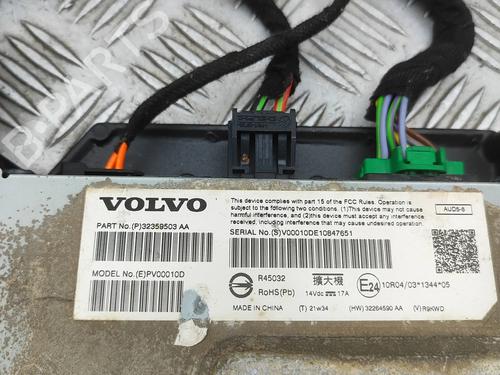 B-PARTS
VOLVO
This device complies with part 15 of the FCC Rules. Operation is
subject to the following two conditions. (1)This device may not cause
harmful interference, and (2)this device must accept any interference
received, including interference that may cause undesired
operation.
AUD5-8
PART No.(P)32359503 AA
SERIAL No.(S)V00010DE10847651
MODEL No.(E)PV00010D
R45032
RoHS(Pb)
擴大機
14Vdc 17A
E24
10R04/03*1344*05
MADE IN CHINA
(T) 21w34
(HW) 32264590 AA
(V) R9KWD